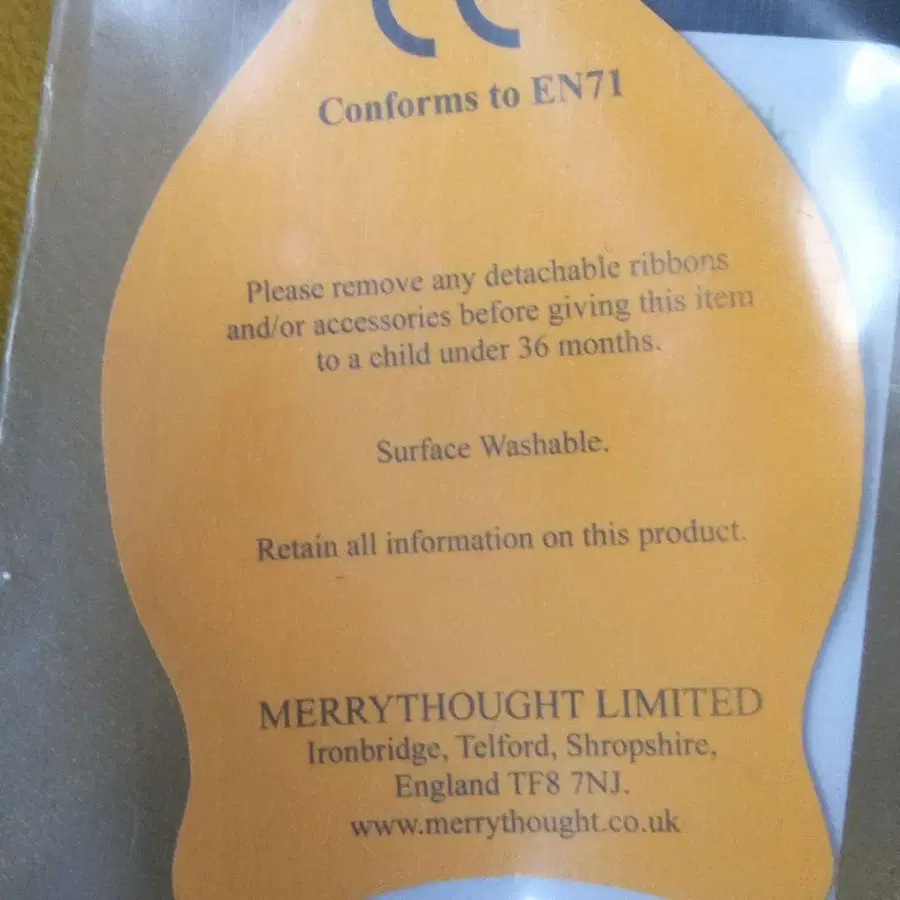 Conforms to EN71
Please remove any detachable ribbons
and/or accessories before giving this item
to a child under 36 months.
Surface Washable.
Retain all information on this product.
MERRYTHOUGHT LIMITED
Ironbridge, Telford, Shropshire,
England TF8 7NJ.
www.merrythought.co.uk